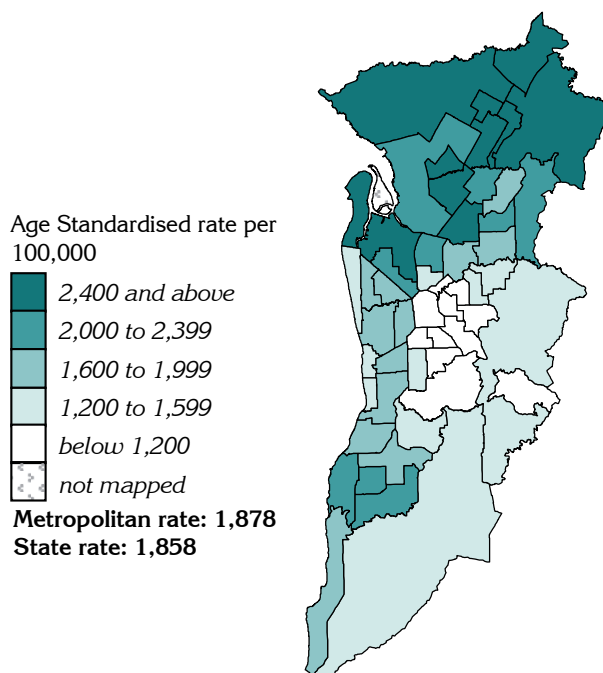 Age Standardised rate per
100,000
2,400 and above
2,000 to 2,399
1,600 to 1,999
1,200 to 1,599
below 1,200
not mapped
Metropolitan rate: 1,878
State rate: 1,858